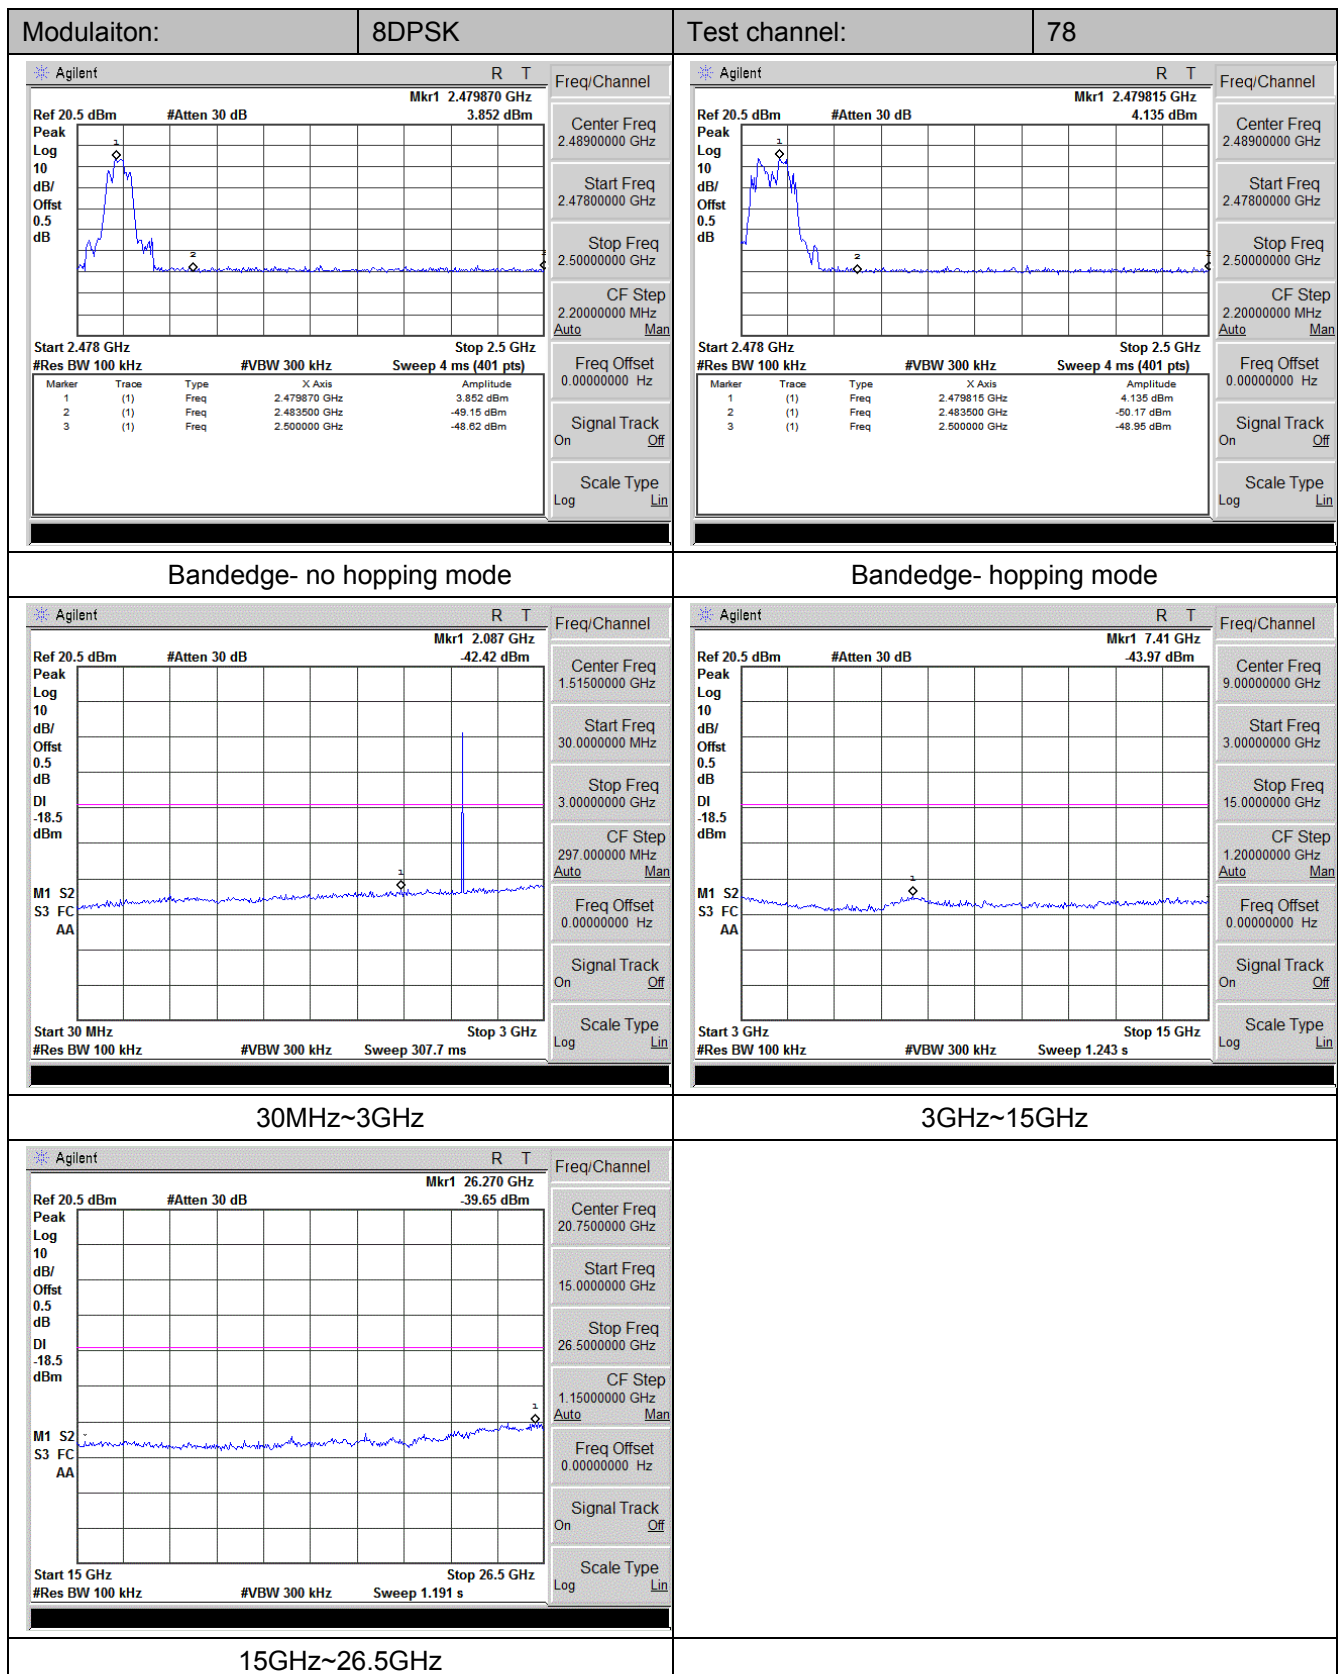 Modulaiton: 8DPSK Test channel: 78
Agilent R T Freq/Channel
Mkr1 2.479870 GHz
Ref 20.5 dBm #Atten 30 dB 3.852 dBm
Peak
Log
10
dB/
Offst
0.5
dB
1
2
Center Freq
2.48900000 GHz
Start Freq
2.47800000 GHz
Stop Freq
2.50000000 GHz
CF Step
2.20000000 MHz
Auto Man
Freq Offset
0.00000000 Hz
Signal Track
On Off
Scale Type
Log Lin
Start 2.478 GHz Stop 2.5 GHz
#Res BW 100 kHz #VBW 300 kHz Sweep 4 ms (401 pts)
Marker Trace Type X Axis Amplitude
1 (1) Freq 2.479870 GHz 3.852 dBm
2 (1) Freq 2.483500 GHz -49.15 dBm
3 (1) Freq 2.500000 GHz -48.62 dBm
Agilent R T Freq/Channel
Mkr1 2.479815 GHz
Ref 20.5 dBm #Atten 30 dB 4.135 dBm
Peak
Log
10
dB/
Offst
0.5
dB
1
2
Center Freq
2.48900000 GHz
Start Freq
2.47800000 GHz
Stop Freq
2.50000000 GHz
CF Step
2.20000000 MHz
Auto Man
Freq Offset
0.00000000 Hz
Signal Track
On Off
Scale Type
Log Lin
Start 2.478 GHz Stop 2.5 GHz
#Res BW 100 kHz #VBW 300 kHz Sweep 4 ms (401 pts)
Marker Trace Type X Axis Amplitude
1 (1) Freq 2.479815 GHz 4.135 dBm
2 (1) Freq 2.483500 GHz -50.17 dBm
3 (1) Freq 2.500000 GHz -48.95 dBm
Bandedge- no hopping mode Bandedge- hopping mode
Agilent R T Freq/Channel
Mkr1 2.087 GHz
Ref 20.5 dBm #Atten 30 dB -42.42 dBm
Peak
Log
10
dB/
Offst
0.5
dB
DI
-18.5
dBm
1
M1 S2
S3 FC
AA
Center Freq
1.51500000 GHz
Start Freq
30.0000000 MHz
Stop Freq
3.00000000 GHz
CF Step
297.000000 MHz
Auto Man
Freq Offset
0.00000000 Hz
Signal Track
On Off
Scale Type
Log Lin
Start 30 MHz Stop 3 GHz
#Res BW 100 kHz #VBW 300 kHz Sweep 307.7 ms
Agilent R T Freq/Channel
Mkr1 7.41 GHz
Ref 20.5 dBm #Atten 30 dB -43.97 dBm
Peak
Log
10
dB/
Offst
0.5
dB
DI
-18.5
dBm
1
M1 S2
S3 FC
AA
Center Freq
9.00000000 GHz
Start Freq
3.00000000 GHz
Stop Freq
15.0000000 GHz
CF Step
1.20000000 GHz
Auto Man
Freq Offset
0.00000000 Hz
Signal Track
On Off
Scale Type
Log Lin
Start 3 GHz Stop 15 GHz
#Res BW 100 kHz #VBW 300 kHz Sweep 1.243 s
30MHz~3GHz 3GHz~15GHz
Agilent R T Freq/Channel
Mkr1 26.270 GHz
Ref 20.5 dBm #Atten 30 dB -39.65 dBm
Peak
Log
10
dB/
Offst
0.5
dB
DI
-18.5
dBm
1
M1 S2
S3 FC
AA
Center Freq
20.7500000 GHz
Start Freq
15.0000000 GHz
Stop Freq
26.5000000 GHz
CF Step
1.15000000 GHz
Auto Man
Freq Offset
0.00000000 Hz
Signal Track
On Off
Scale Type
Log Lin
Start 15 GHz Stop 26.5 GHz
#Res BW 100 kHz #VBW 300 kHz Sweep 1.191 s
15GHz~26.5GHz